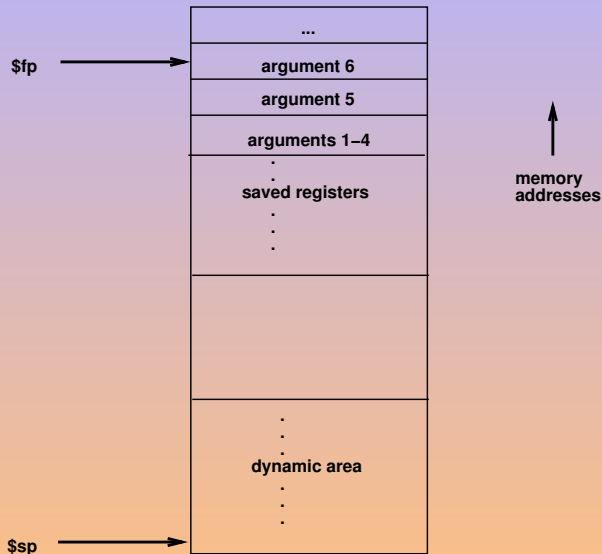 ...
$fp
argument 6
argument 5
arguments 1−4
saved registers
memory
addresses
dynamic area
$sp